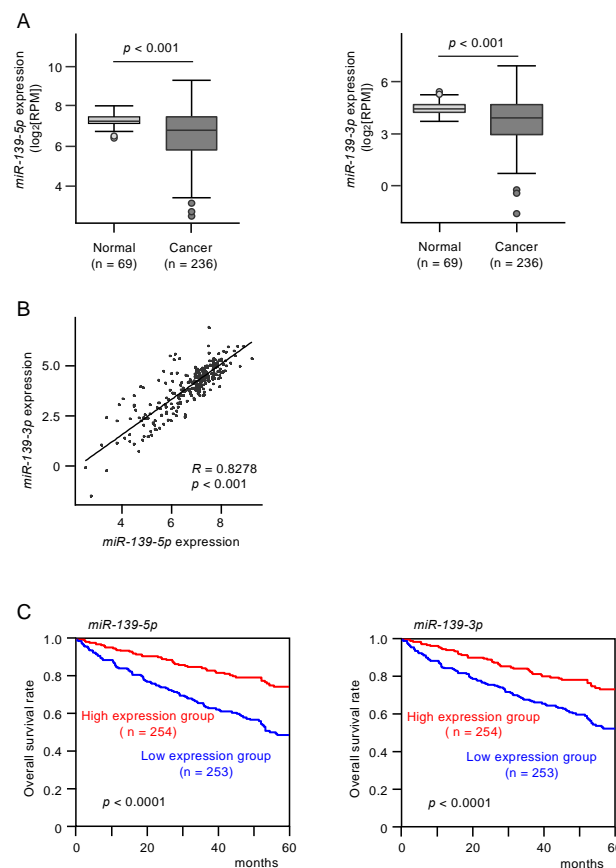 A
miR-139-5p expression
(log2[RPM])
p < 0.001
10
8
6
4
Normal
(n = 69)
Cancer
(n = 236)
miR-139-3p expression
(log2[RPM])
p < 0.001
6
3
0
Normal
(n = 69)
Cancer
(n = 236)
B
miR-139-3p expression
5.0
2.5
0
R = 0.8278
p < 0.001
4 6 8
miR-139-5p expression
C
miR-139-5p
Overall survival rate
1.0
0.8
0.6
0.4
0.2
0
High expression group
( n = 254)
Low expression group
(n = 253)
p < 0.0001
0 20 40 60
months
miR-139-3p
Overall survival rate
1.0
0.8
0.6
0.4
0.2
0
High expression group
( n = 254)
Low expression group
(n = 253)
p < 0.0001
0 20 40 60
months